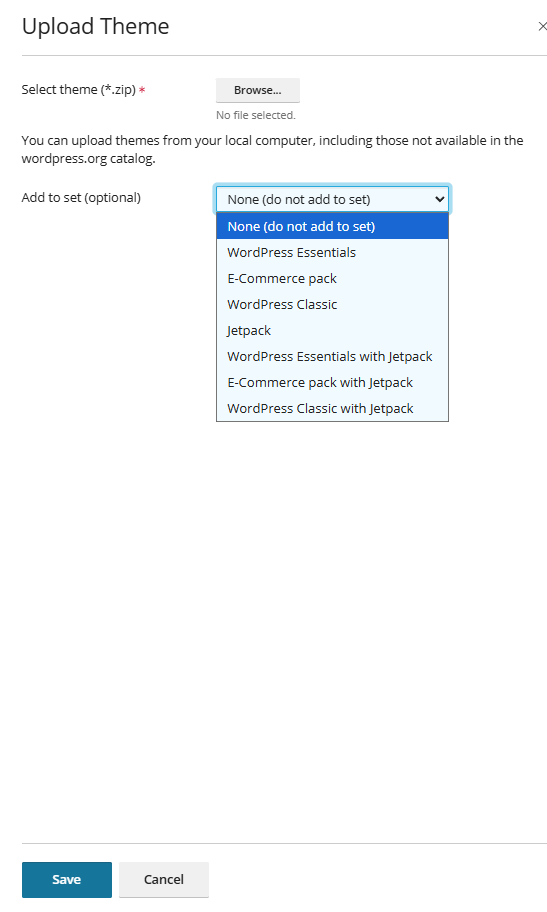 Upload Theme
Select theme (*.zip) *
Browse...
No file selected.
You can upload themes from your local computer, including those not available in the
wordpress.org catalog.
Add to set (optional)
None (do not add to set)
None (do not add to set)
WordPress Essentials
E-Commerce pack
WordPress Classic
Jetpack
WordPress Essentials with Jetpack
E-Commerce pack with Jetpack
WordPress Classic with Jetpack
Save
Cancel